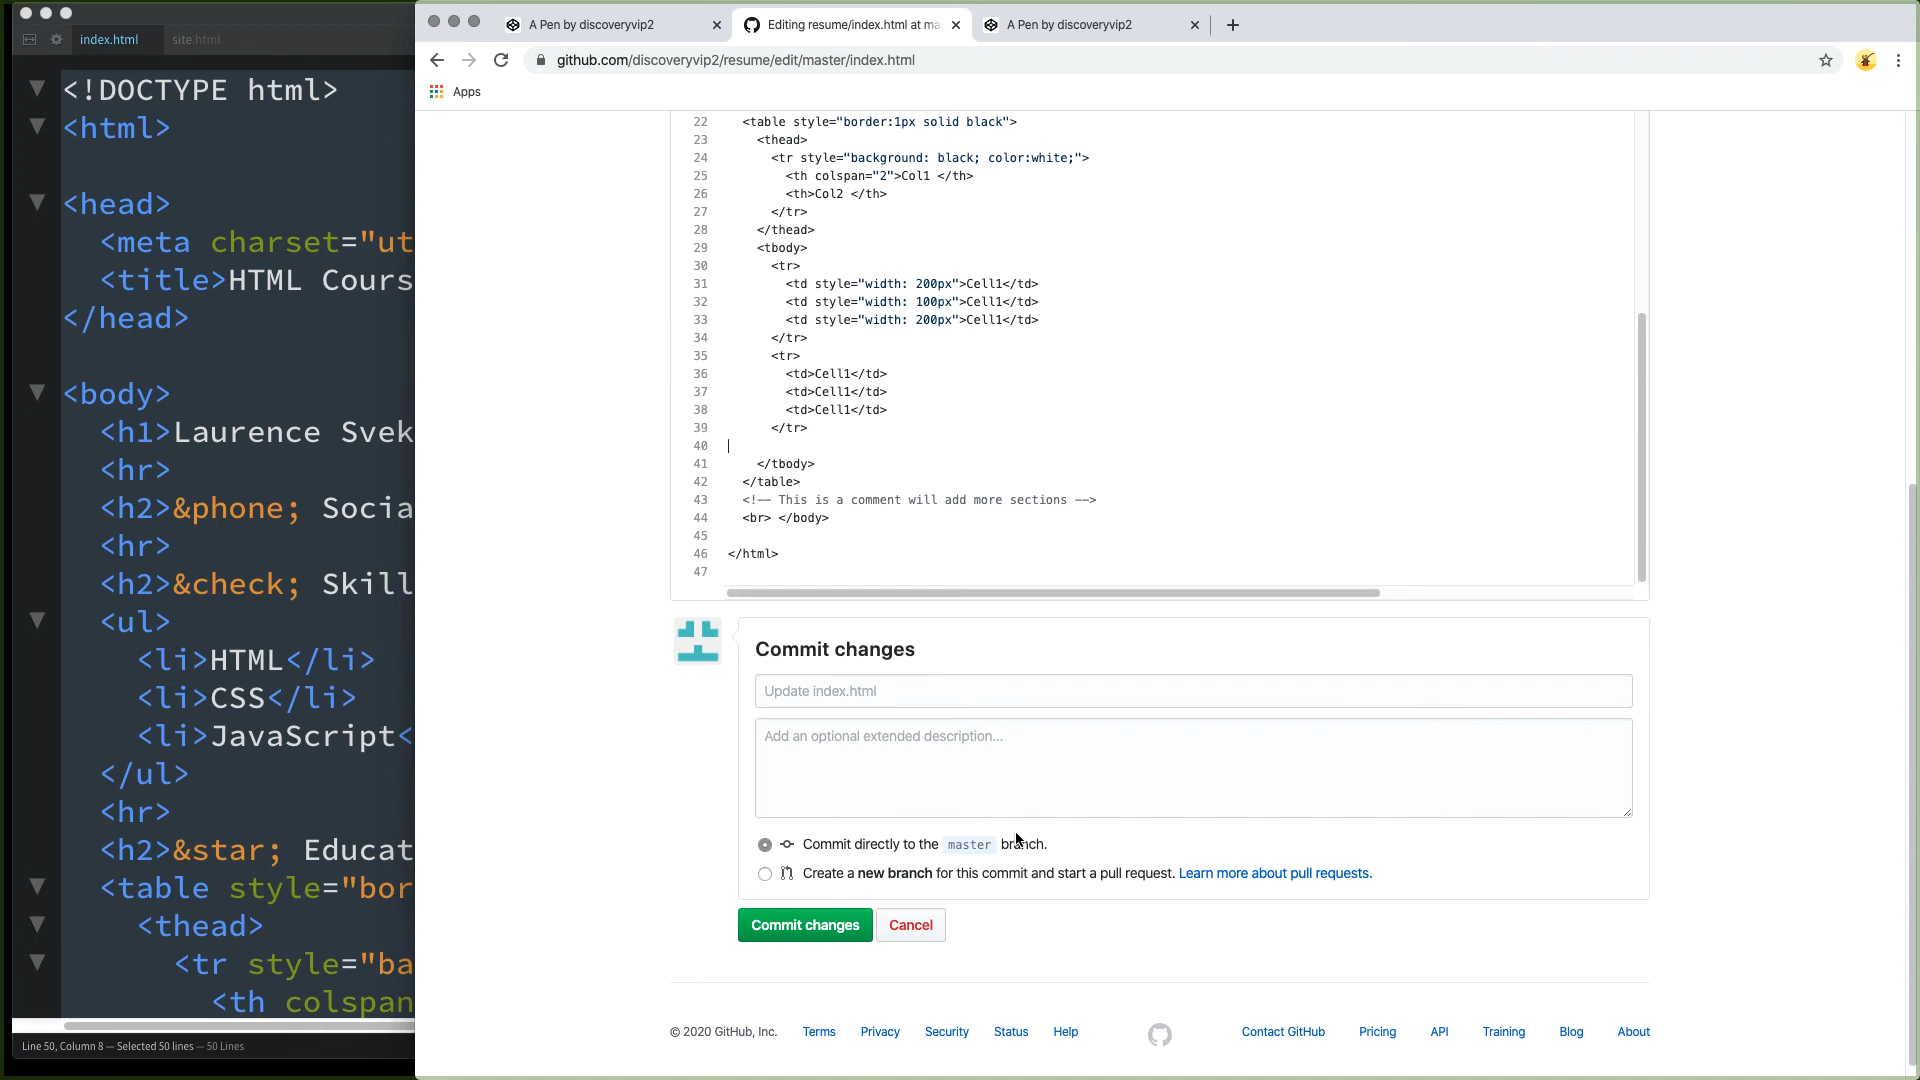 index.html
site.html
<!DOCTYPE html>
<html>
<head>
<meta charset="ut
<title>HTML Cours
</head>
<body>
<h1>Laurence Svek
<hr>
<h2>&phone; Socia
<hr>
<h2>&check; Skill
<ul>
<li>HTML</li>
<li>CSS</li>
<li>JavaScript<
</ul>
<hr>
<h2>&star; Educat
<table style="bor
<thead>
<tr style="ba
<th colspan
Line 50, Column 8 — Selected 50 lines — 50 Lines
A Pen by discoveryvip2
Editing resume/index.html at ma
A Pen by discoveryvip2
github.com/discoveryvip2/resume/edit/master/index.html
Apps
22 <table style="border:1px solid black">
23 <thead>
24 <tr style="background: black; color:white;">
25 <th colspan="2">Col1 </th>
26 <th>Col2 </th>
27 </tr>
28 </thead>
29 <tbody>
30 <tr>
31 <td style="width: 200px">Cell1</td>
32 <td style="width: 100px">Cell1</td>
33 <td style="width: 200px">Cell1</td>
34 </tr>
35 <tr>
36 <td>Cell1</td>
37 <td>Cell1</td>
38 <td>Cell1</td>
39 </tr>
40
41 </tbody>
42 </table>
43 <!-- This is a comment will add more sections -->
44 <br> </body>
45
46 </html>
47
Commit changes
Update index.html
Add an optional extended description...
Commit directly to the master branch.
Create a new branch for this commit and start a pull request. Learn more about pull requests.
Commit changes
Cancel
© 2020 GitHub, Inc. Terms Privacy Security Status Help Contact GitHub Pricing API Training Blog About